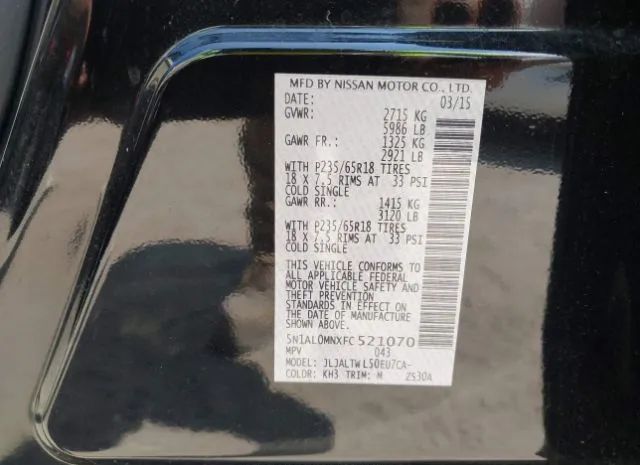 MFD BY NISSAN MOTOR CO., LTD.
DATE: 03/15
GVWR: 2715 KG
5986 LB
GAWR FR.: 1325 KG
2921 LB
WITH P235/65R18 TIRES
18 X 7.5 RIMS AT 33 PSI
COLD SINGLE
GAWR RR.: 1415 KG
3120 LB
WITH P235/65R18 TIRES
18 X 7.5 RIMS AT 33 PSI
COLD SINGLE
THIS VEHICLE CONFORMS TO
ALL APPLICABLE FEDERAL
MOTOR VEHICLE SAFETY AND
THEFT PREVENTION
STANDARDS IN EFFECT ON
THE DATE OF MANUFACTURE
SHOWN ABOVE.
5N1AL0MNXFC521070
MPV 043
MODEL: JLJALTWL50EU7CA-
COLOR: KH3 TRIM: M 2S30A